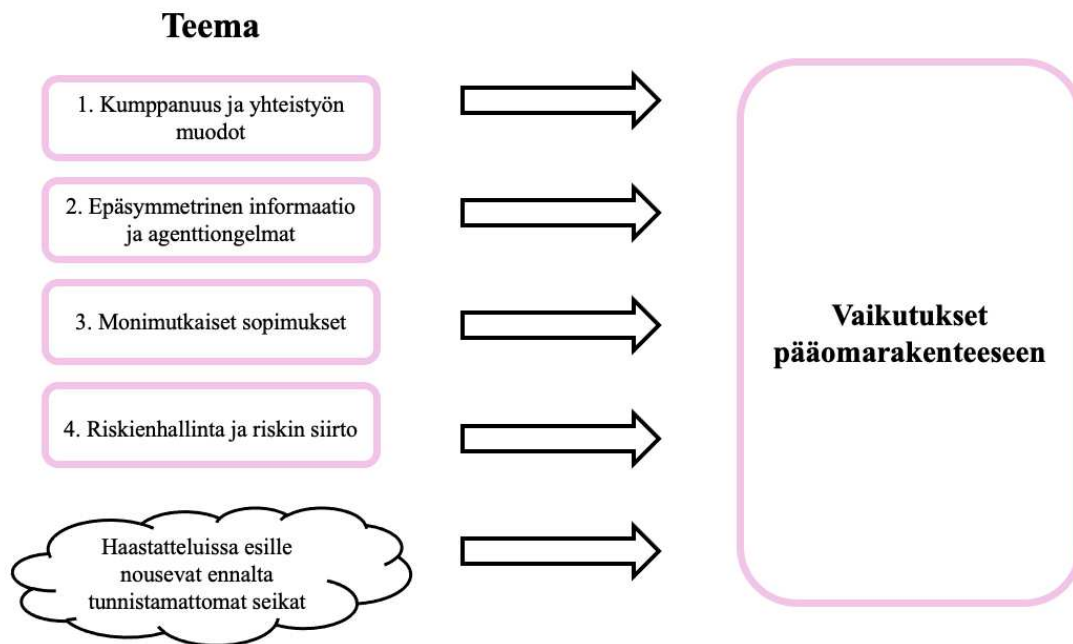 Teema
1. Kumppanuus ja yhteistyön
muodot
2. Epäsymmetrinen informaatio
ja agenttiongelmat
3. Monimutkaiset sopimukset
4. Riskienhallinta ja riskin siirto
Haastatteluissa esille
nousevat ennalta
tunnistamattomat seikat
Vaikutukset
pääomarakenteeseen